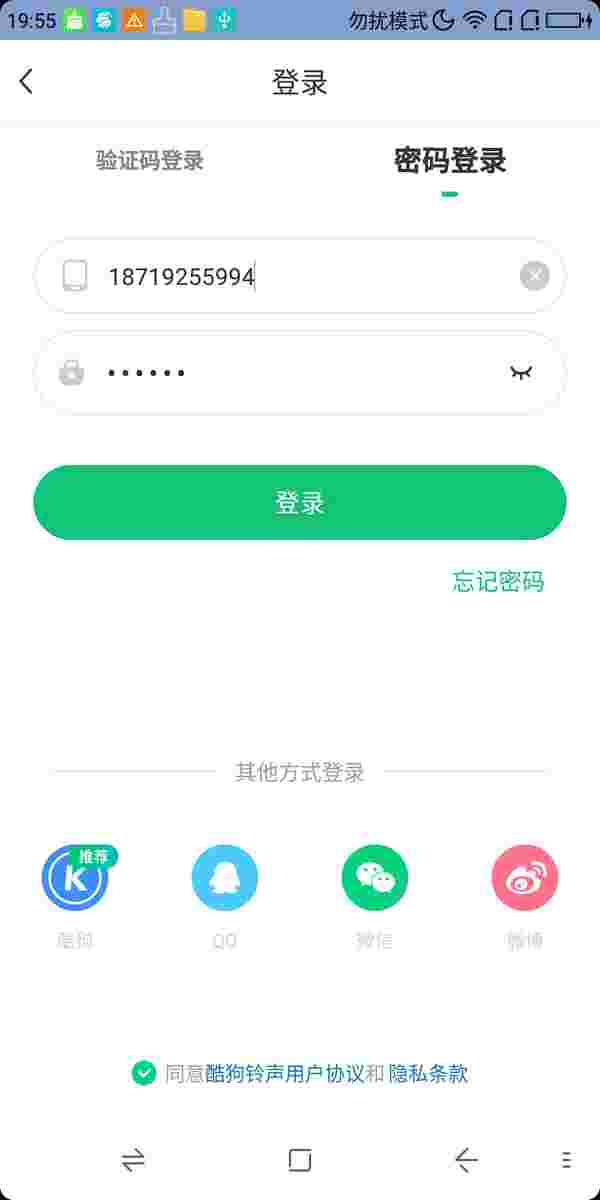 19:55 勿扰模式
登录
验证码登录 密码登录
18719255994
••••••
登录
忘记密码
其他方式登录
推荐
酷狗 QQ 微信 微博
同意酷狗铃声用户协议和隐私条款